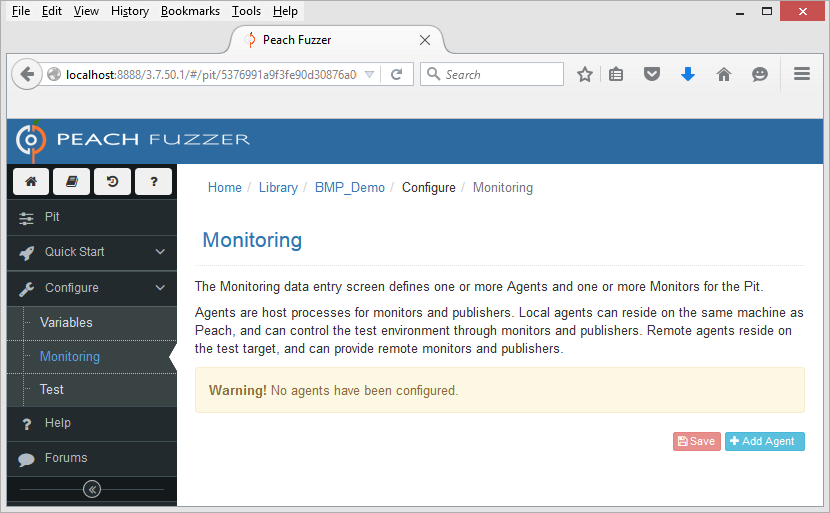 File Edit View History Bookmarks Tools Help
Peach Fuzzer
localhost:8888/3.7.50.1/#/pit/5376991a9f3fe90d30876a0
Search
PEACH FUZZER
?
Home / Library / BMP_Demo / Configure / Monitoring
Pit
Quick Start
Configure
Variables
Monitoring
Test
? Help
Forums
Monitoring
The Monitoring data entry screen defines one or more Agents and one or more Monitors for the Pit.
Agents are host processes for monitors and publishers. Local agents can reside on the same machine as
Peach, and can control the test environment through monitors and publishers. Remote agents reside on
the test target, and can provide remote monitors and publishers.
Warning! No agents have been configured.
Save + Add Agent